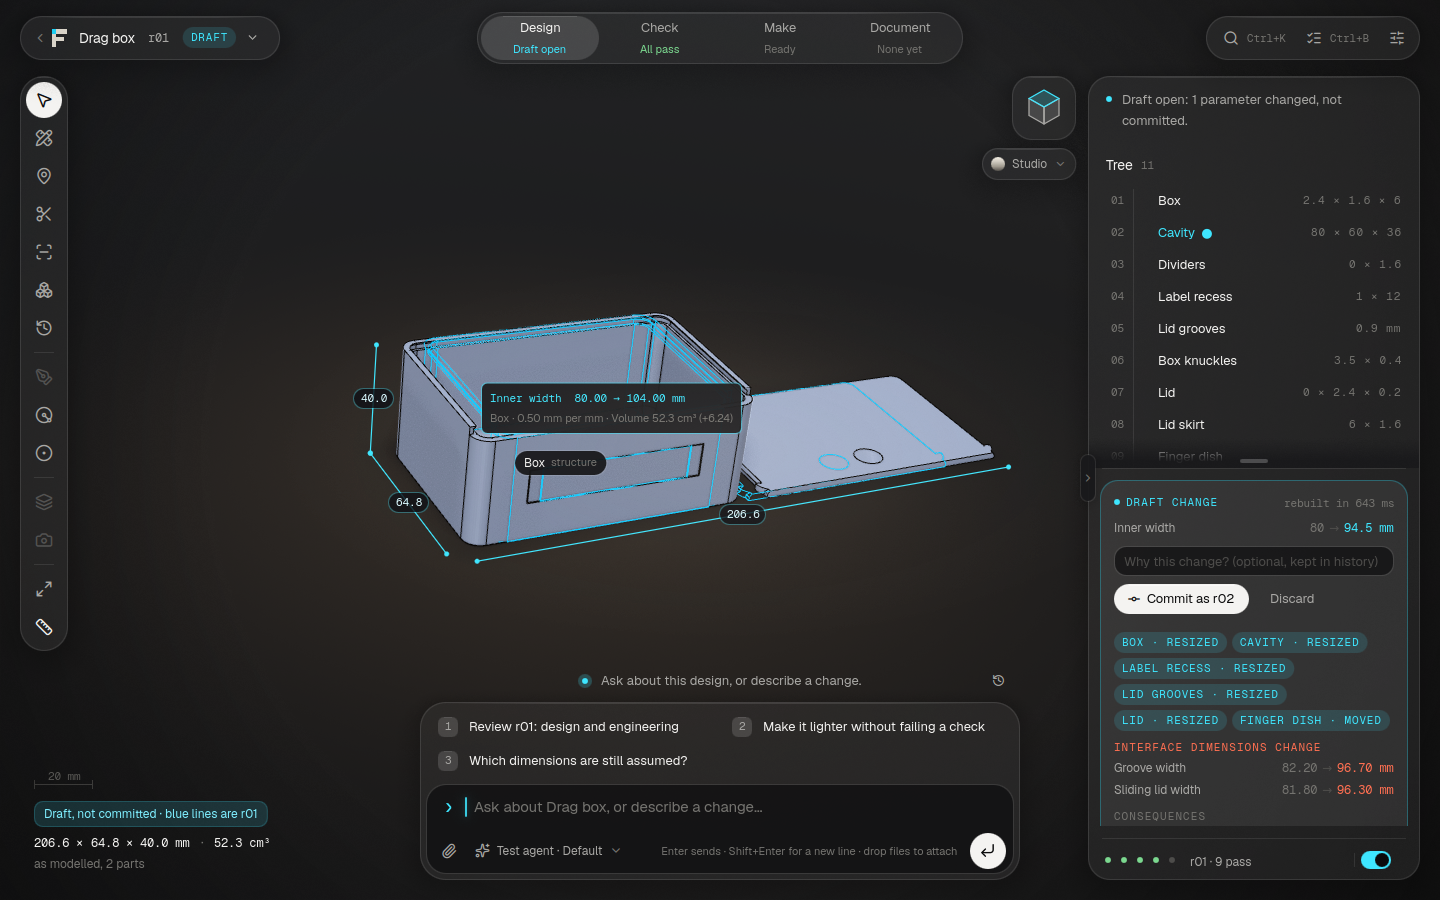 Drag box r01 DRAFT
Design
Draft open
Check
All pass
Make
Ready
Document
None yet
Ctrl+K
Ctrl+B
Studio
Draft open: 1 parameter changed, not
committed.
Tree 11
01 Box 2.4 × 1.6 × 6
02 Cavity 80 × 60 × 36
03 Dividers 0 × 1.6
04 Label recess 1 × 12
05 Lid grooves 0.9 mm
06 Box knuckles 3.5 × 0.4
07 Lid 0 × 2.4 × 0.2
08 Lid skirt 6 × 1.6
09 Finger dish
40.0
64.8
206.6
Inner width 80.00 → 104.00 mm
Box · 0.50 mm per mm · Volume 52.3 cm³ (+6.24)
Box structure
DRAFT CHANGE rebuilt in 643 ms
Inner width 80 → 94.5 mm
Why this change? (optional, kept in history)
Commit as r02 Discard
BOX · RESIZED CAVITY · RESIZED
LABEL RECESS · RESIZED
LID GROOVES · RESIZED
LID · RESIZED FINGER DISH · MOVED
INTERFACE DIMENSIONS CHANGE
Groove width 82.20 → 96.70 mm
Sliding lid width 81.80 → 96.30 mm
CONSEQUENCES
r01 · 9 pass
Ask about this design, or describe a change.
1 Review r01: design and engineering
2 Make it lighter without failing a check
3 Which dimensions are still assumed?
Ask about Drag box, or describe a change…
Test agent · Default
Enter sends · Shift+Enter for a new line · drop files to attach
20 mm
Draft, not committed · blue lines are r01
206.6 × 64.8 × 40.0 mm · 52.3 cm³
as modelled, 2 parts